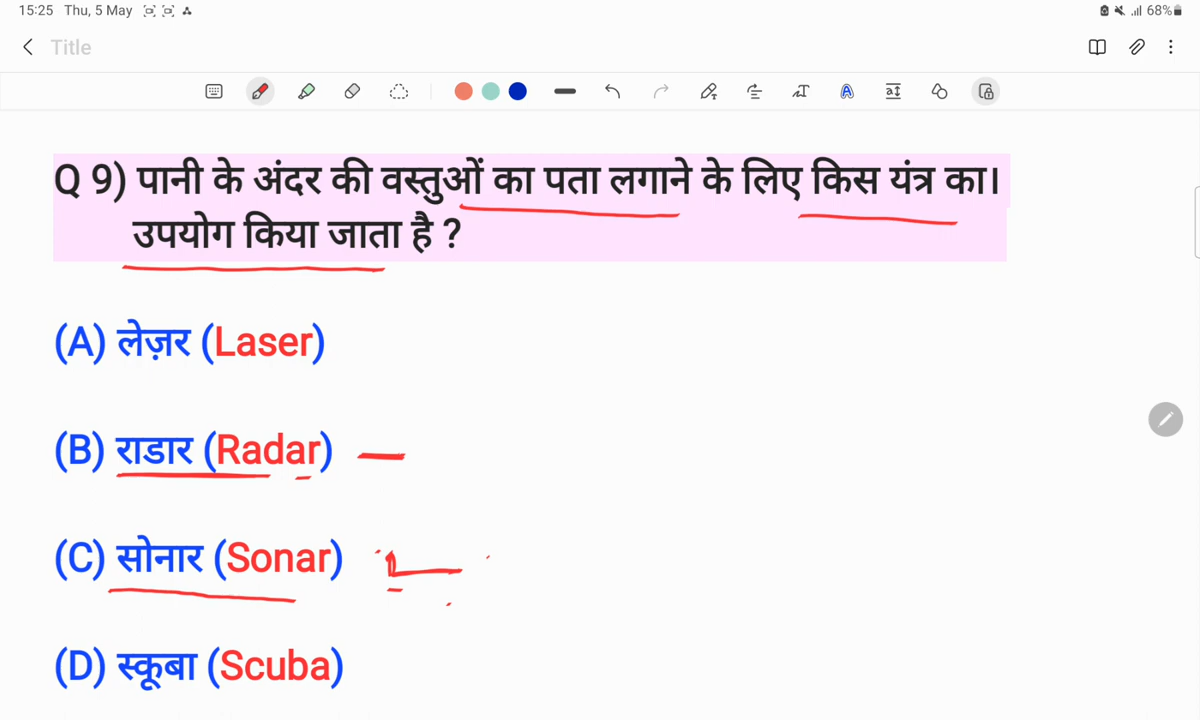 15:25 Thu, 5 May 68%
Title
Q 9) पानी के अंदर की वस्तुओं का पता लगाने के लिए किस यंत्र का।
उपयोग किया जाता है ?
(A) लेज़र (Laser)
(B) राडार (Radar)
(C) सोनार (Sonar)
(D) स्कूबा (Scuba)